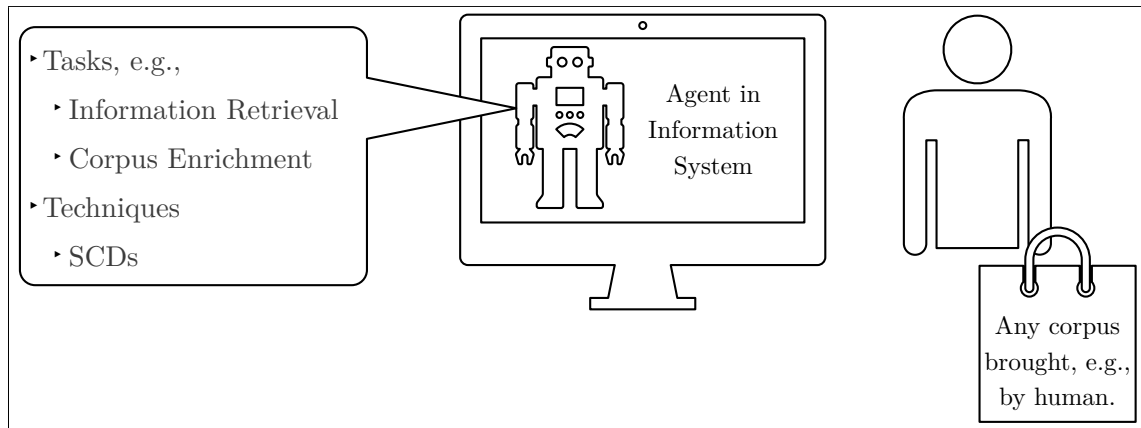 ‣ Tasks, e.g.,
‣ Information Retrieval
‣ Corpus Enrichment
‣ Techniques
‣ SCDs
Agent in
Information
System
Any corpus
brought, e.g.,
by human.